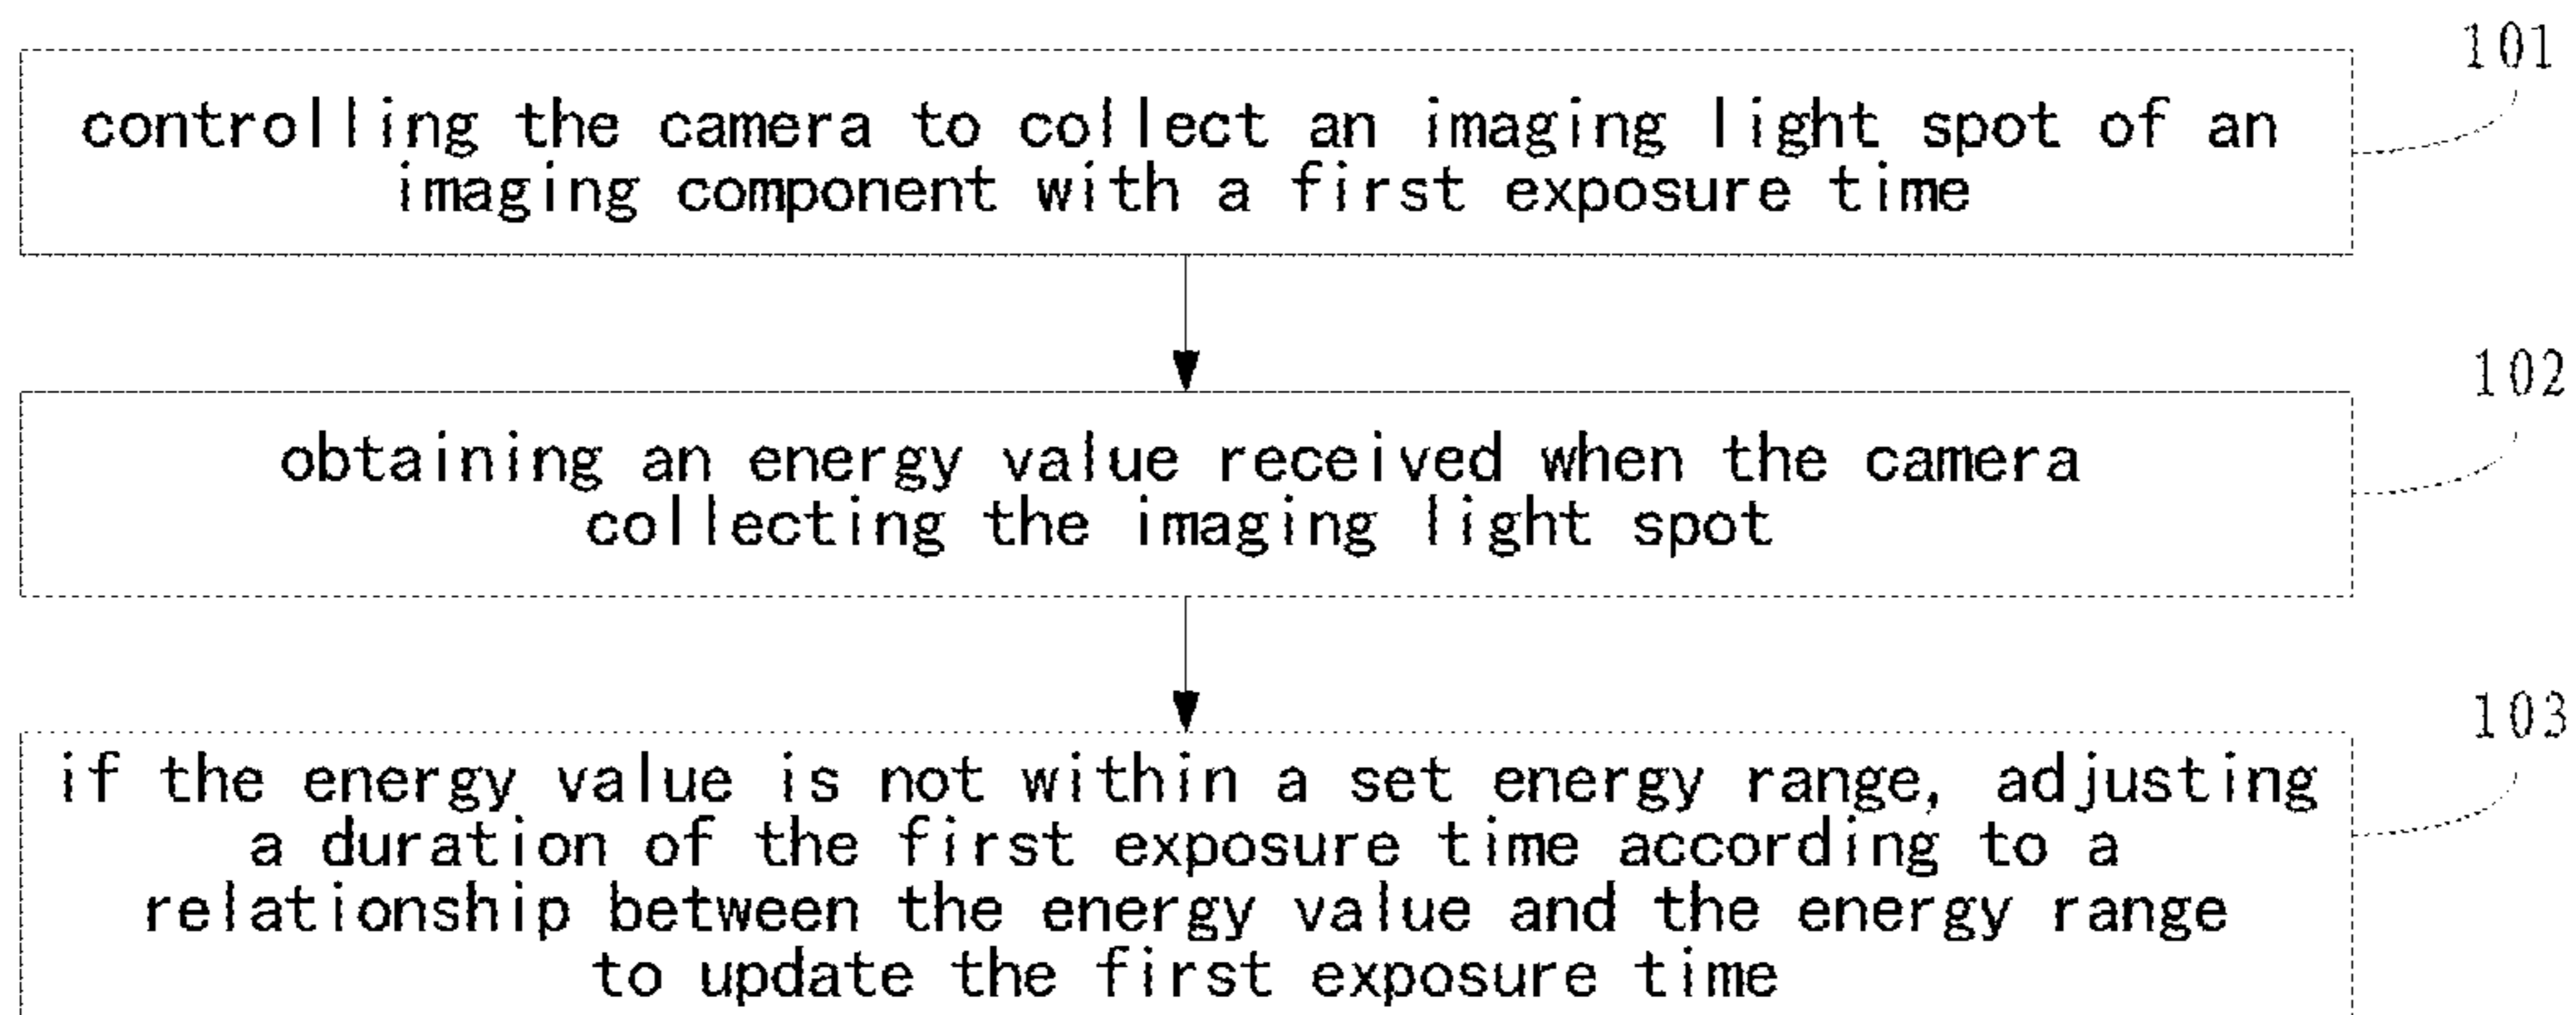 101
controlling the camera to collect an imaging light spot of an
imaging component with a first exposure time
102
obtaining an energy value received when the camera
collecting the imaging light spot
103
if the energy value is not within a set energy range, adjusting
a duration of the first exposure time according to a
relationship between the energy value and the energy range
to update the first exposure time